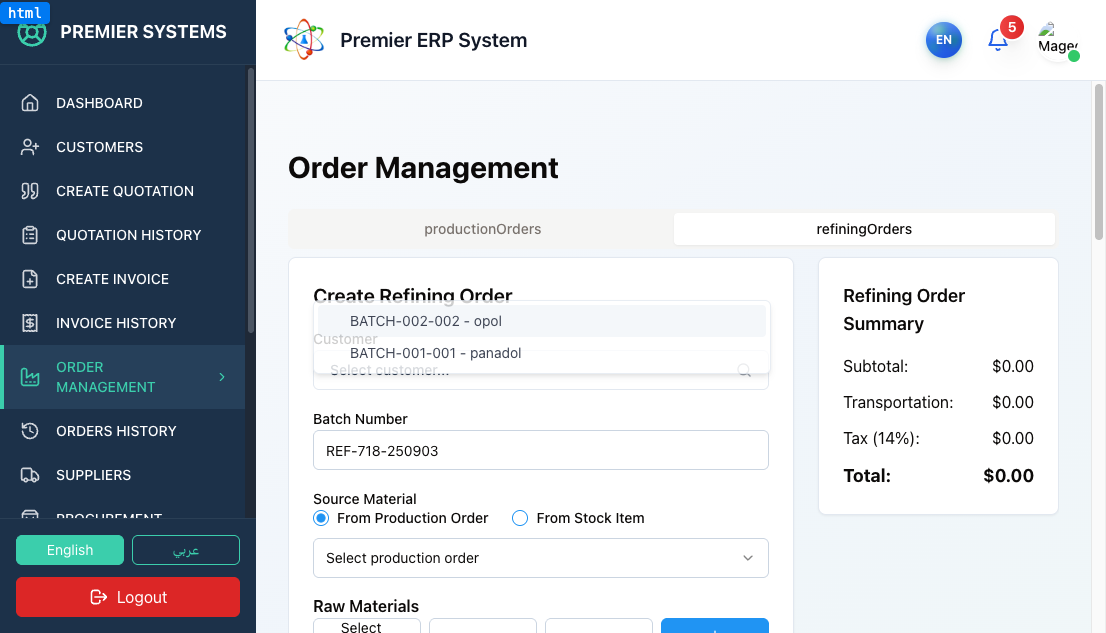 html
PREMIER SYSTEMS
Premier ERP System
EN
5
DASHBOARD
CUSTOMERS
CREATE QUOTATION
QUOTATION HISTORY
CREATE INVOICE
INVOICE HISTORY
ORDER
MANAGEMENT
ORDERS HISTORY
SUPPLIERS
PROCUREMENT
English
عربي
Logout
Order Management
productionOrders
refiningOrders
Create Refining Order
BATCH-002-002 - opol
Customer
BATCH-001-001 - panadol
Select customer...
Batch Number
REF-718-250903
Source Material
From Production Order
From Stock Item
Select production order
Raw Materials
Select
Refining Order
Summary
Subtotal: $0.00
Transportation: $0.00
Tax (14%): $0.00
Total: $0.00